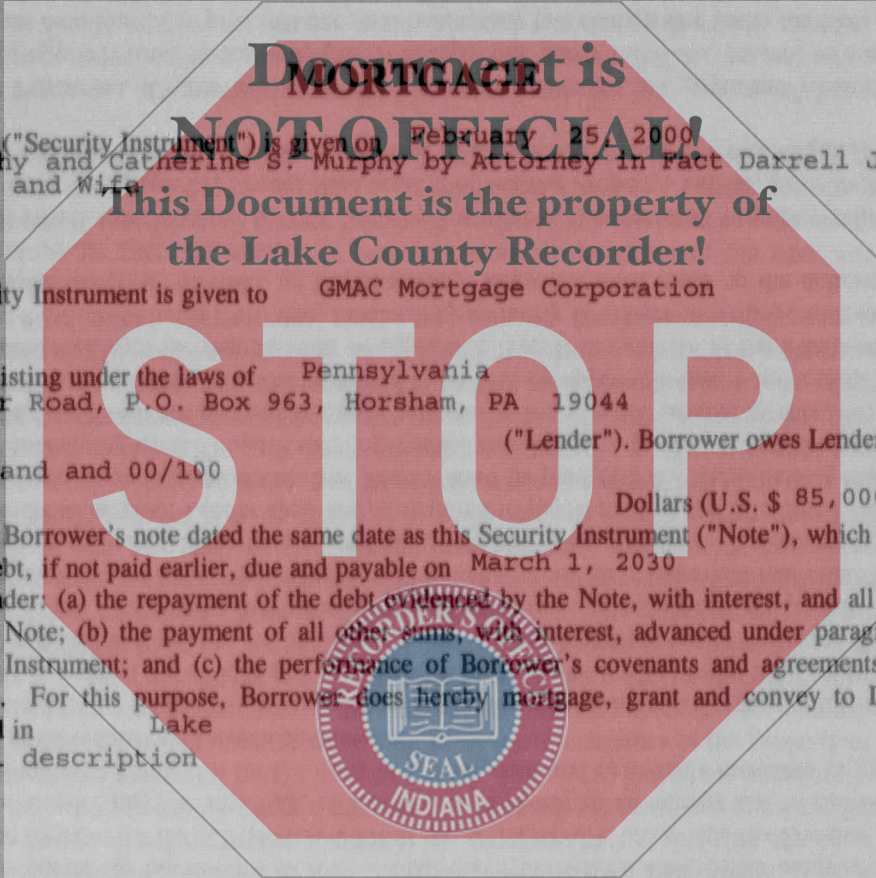 Document is
MORTGAGE
NOT OFFICIAL!
("Security Instrument") is given on February 25, 2000
hy and Catherine S. Murphy by Attorney in Fact Darrell J
and Wife
This Document is the property of
the Lake County Recorder!
ity Instrument is given to GMAC Mortgage Corporation
STOP
isting under the laws of Pennsylvania
r Road, P.O. Box 963, Horsham, PA 19044
("Lender"). Borrower owes Lender
and and 00/100
Dollars (U.S. $ 85,000
Borrower's note dated the same date as this Security Instrument ("Note"), which
bt, if not paid earlier, due and payable on March 1, 2030
der: (a) the repayment of the debt evidenced by the Note, with interest, and all
Note; (b) the payment of all other sums, with interest, advanced under parag
Instrument; and (c) the performance of Borrower's covenants and agreements
. For this purpose, Borrower does hereby mortgage, grant and convey to L
in Lake
description
RECORDER'S OFFICE
SEAL
INDIANA